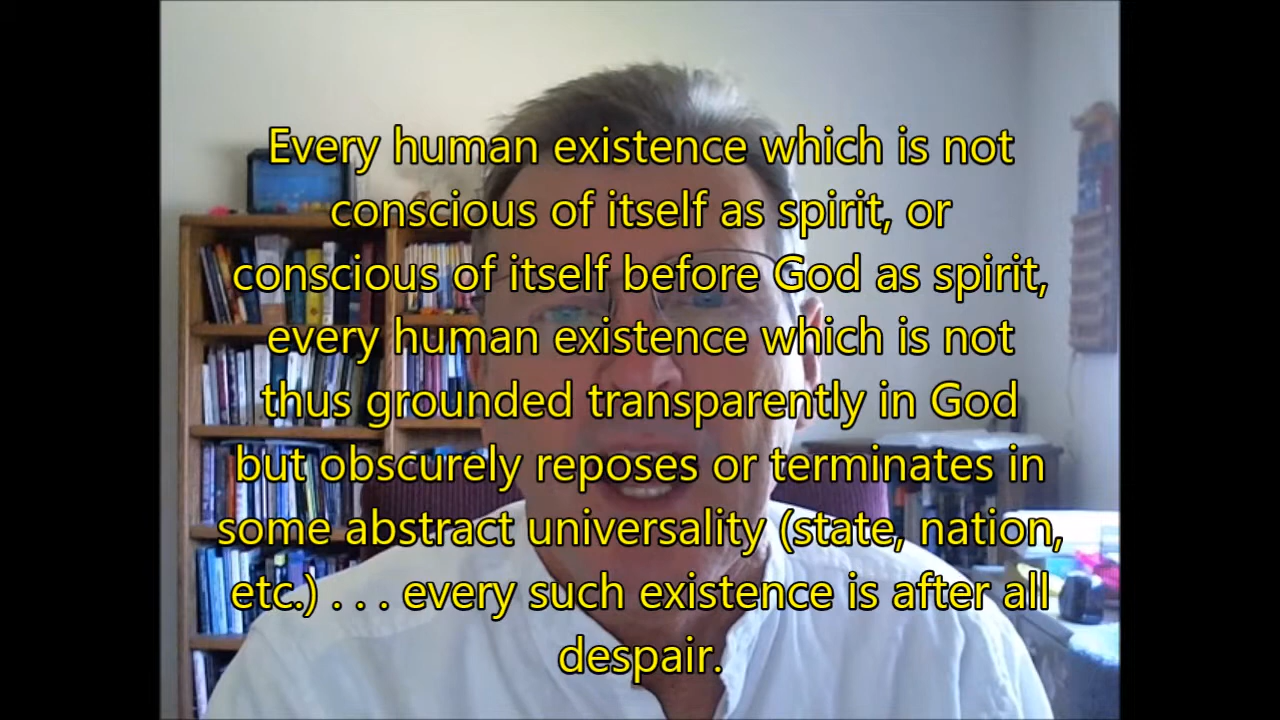 Every human existence which is not
conscious of itself as spirit, or
conscious of itself before God as spirit,
every human existence which is not
thus grounded transparently in God
but obscurely reposes or terminates in
some abstract universality (state, nation,
etc.) . . . every such existence is after all
despair.